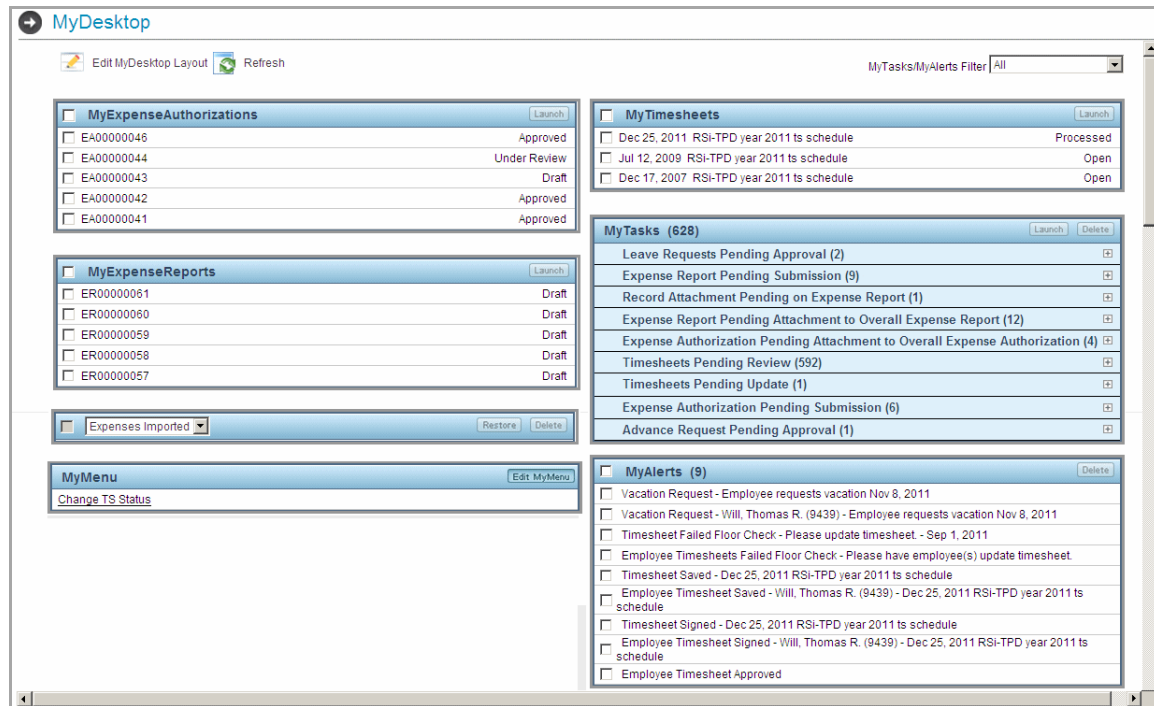 MyDesktop
Edit MyDesktop Layout Refresh
MyTasks/MyAlerts Filter All
MyExpenseAuthorizations Launch
EA00000046 Approved
EA00000044 Under Review
EA00000043 Draft
EA00000042 Approved
EA00000041 Approved
MyExpenseReports Launch
ER00000061 Draft
ER00000060 Draft
ER00000059 Draft
ER00000058 Draft
ER00000057 Draft
Expenses Imported Restore Delete
MyMenu Edit MyMenu
Change TS Status
MyTimesheets Launch
Dec 25, 2011 RSi-TPD year 2011 ts schedule Processed
Jul 12, 2009 RSi-TPD year 2011 ts schedule Open
Dec 17, 2007 RSi-TPD year 2011 ts schedule Open
MyTasks (628) Launch Delete
Leave Requests Pending Approval (2)
Expense Report Pending Submission (9)
Record Attachment Pending on Expense Report (1)
Expense Report Pending Attachment to Overall Expense Report (12)
Expense Authorization Pending Attachment to Overall Expense Authorization (4)
Timesheets Pending Review (592)
Timesheets Pending Update (1)
Expense Authorization Pending Submission (6)
Advance Request Pending Approval (1)
MyAlerts (9) Delete
Vacation Request - Employee requests vacation Nov 8, 2011
Vacation Request - Will, Thomas R. (9439) - Employee requests vacation Nov 8, 2011
Timesheet Failed Floor Check - Please update timesheet. - Sep 1, 2011
Employee Timesheets Failed Floor Check - Please have employee(s) update timesheet.
Timesheet Saved - Dec 25, 2011 RSi-TPD year 2011 ts schedule
Employee Timesheet Saved - Will, Thomas R. (9439) - Dec 25, 2011 RSi-TPD year 2011 ts
schedule
Timesheet Signed - Dec 25, 2011 RSi-TPD year 2011 ts schedule
Employee Timesheet Signed - Will, Thomas R. (9439) - Dec 25, 2011 RSi-TPD year 2011 ts
schedule
Employee Timesheet Approved